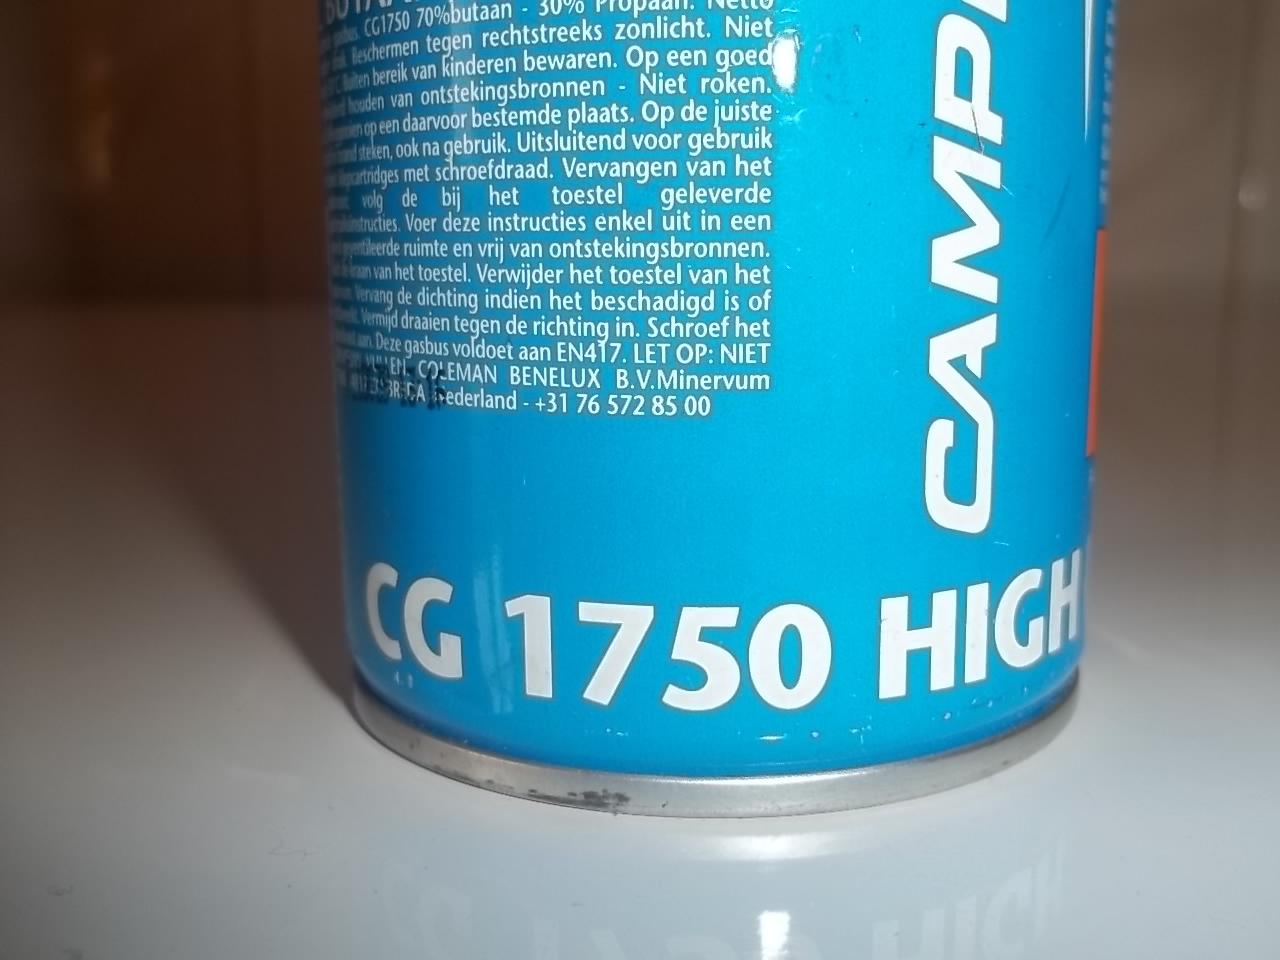 CG1750 70%butaan - 30% Propaan. Netto
Beschermen tegen rechtstreeks zonlicht. Niet
Buiten bereik van kinderen bewaren. Op een goed
houden van ontstekingsbronnen - Niet roken.
op een daarvoor bestemde plaats. Op de juiste
steken, ook na gebruik. Uitsluitend voor gebruik
met schroefdraad. Vervangen van het
volg de bij het toestel geleverde
Voer deze instructies enkel uit in een
ruimte en vrij van ontstekingsbronnen.
van het toestel. Verwijder het toestel van het
Vervang de dichting indien het beschadigd is of
Vermijd draaien tegen de richting in. Schroef het
aan. Deze gasbus voldoet aan EN417. LET OP: NIET
COLEMAN BENELUX B.V.Minervum
BREDA Nederland - +31 76 572 85 00
CAMP
CG 1750 HIGH